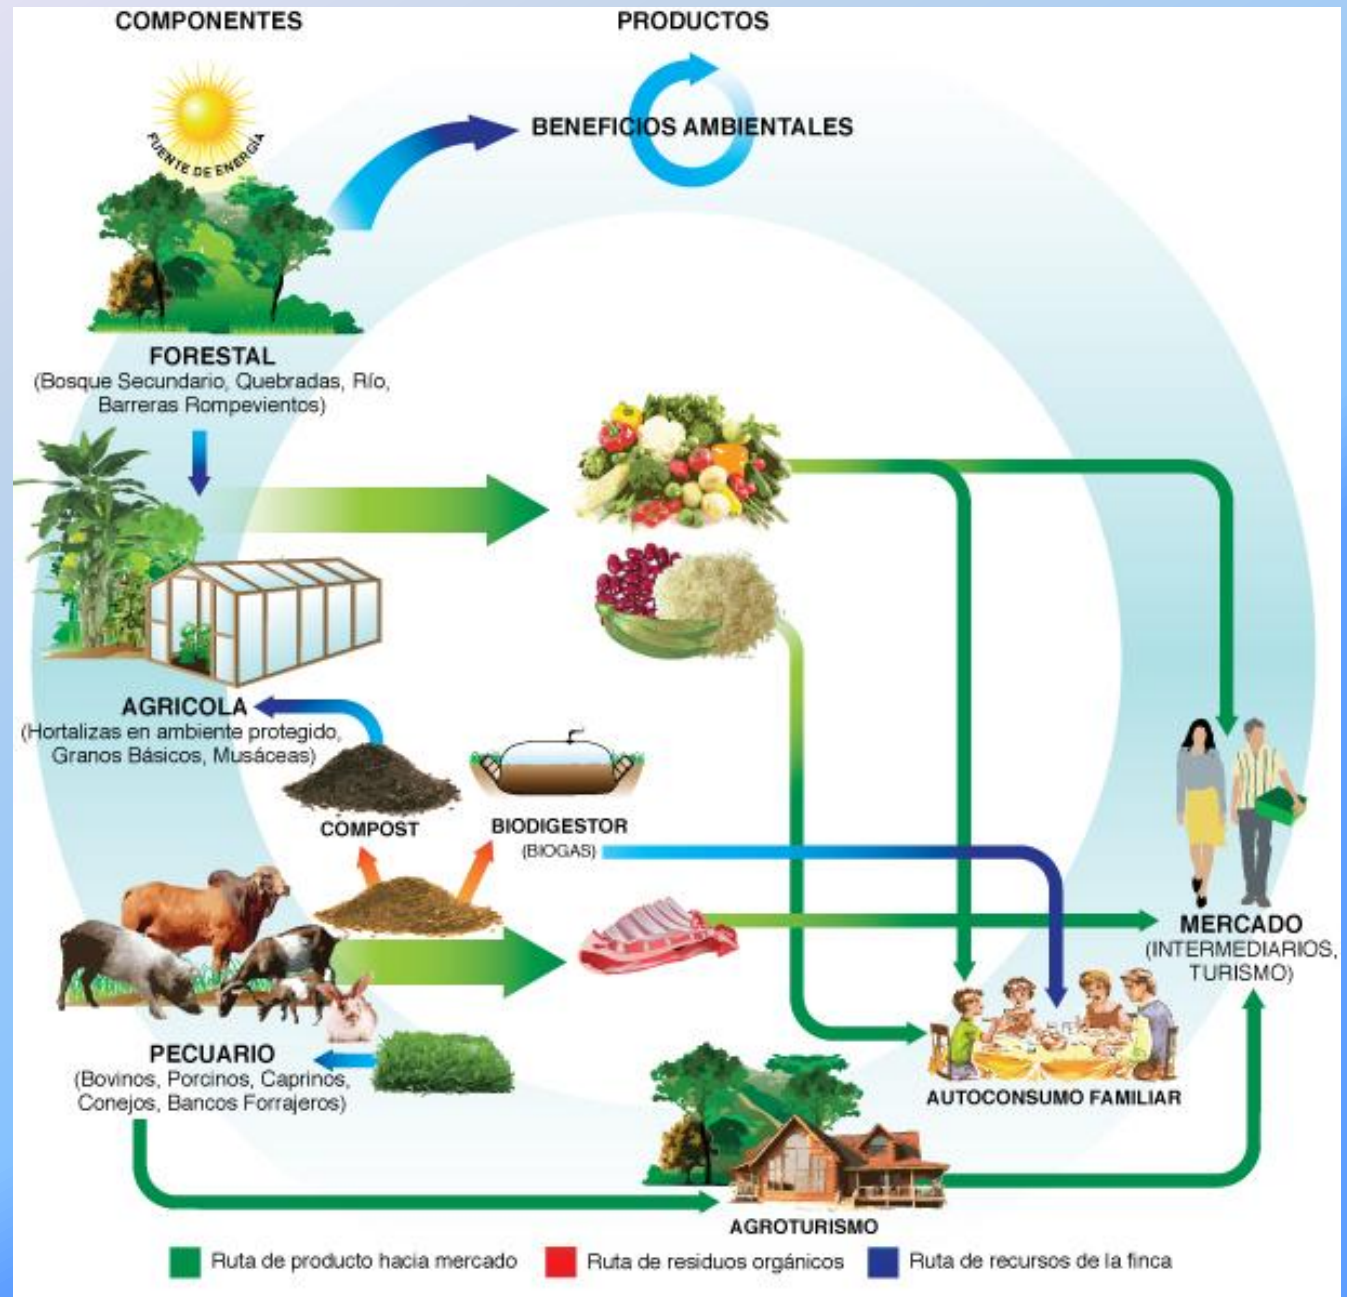 COMPONENTES
PRODUCTOS
FUENTE DE ENERGÍA
BENEFICIOS AMBIENTALES
FORESTAL
(Bosque Secundario, Quebradas, Río,
Barreras Rompevientos)
AGRICOLA
(Hortalizas en ambiente protegido,
Granos Básicos, Musáceas)
COMPOST
BIODIGESTOR
(BIOGAS)
MERCADO
(INTERMEDIARIOS,
TURISMO)
PECUARIO
(Bovinos, Porcinos, Caprinos,
Conejos, Bancos Forrajeros)
AUTOCONSUMO FAMILIAR
AGROTURISMO
Ruta de producto hacia mercado
Ruta de residuos orgánicos
Ruta de recursos de la finca